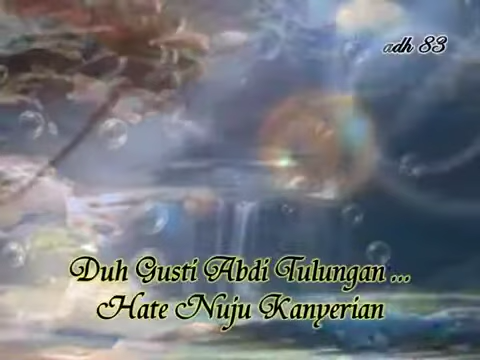 adh 83
Duh Gusti Abdi Tulungan ...
Hate Nuju Kanyerian